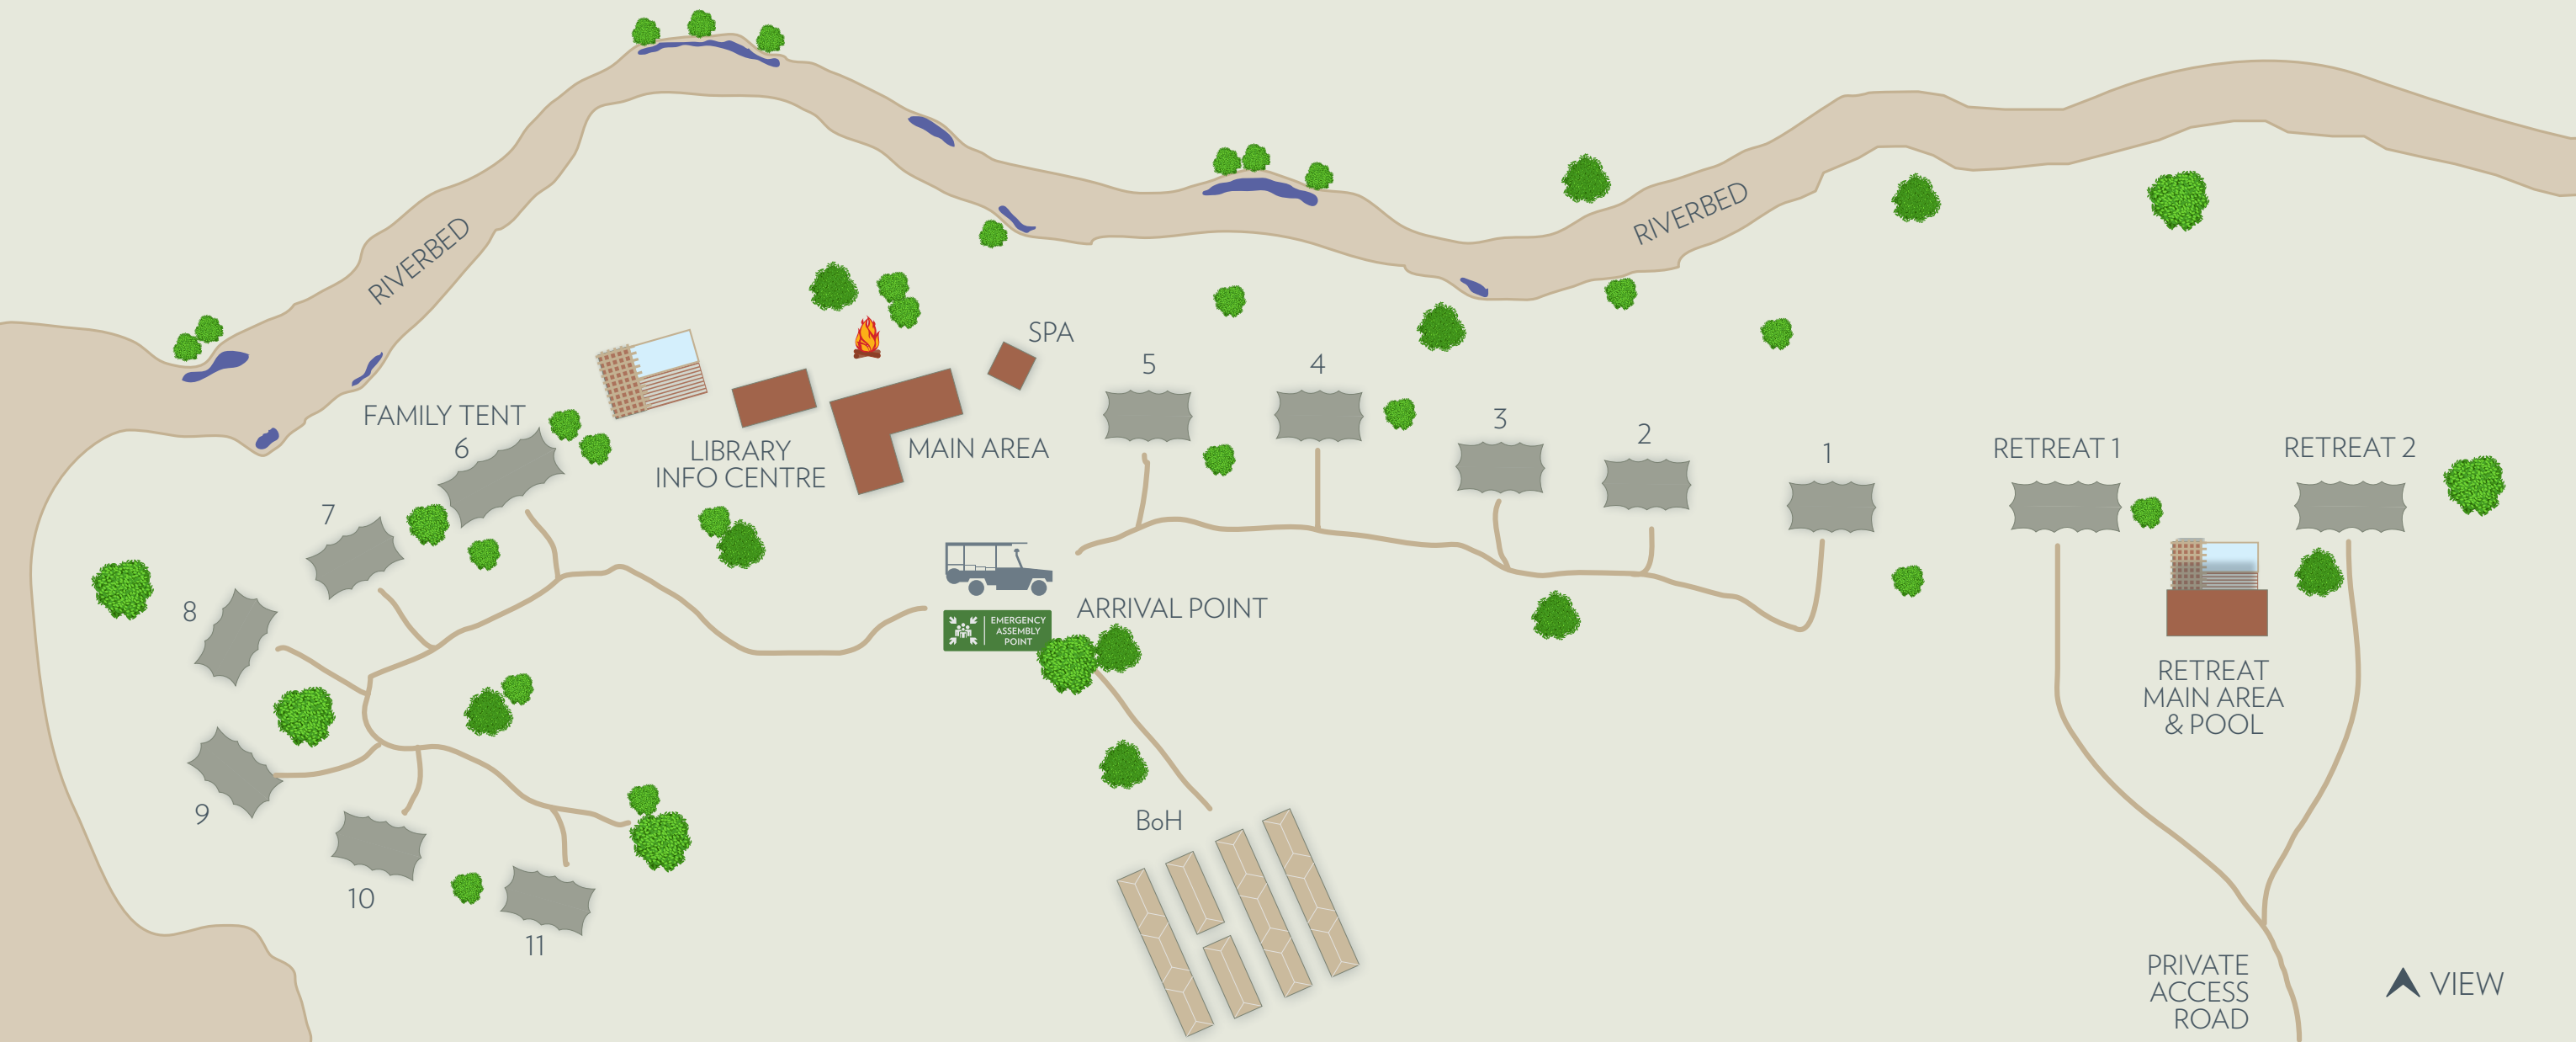 RIVERBED
RIVERBED
SPA
5
4
FAMILY TENT
6
3
2
1
LIBRARY
INFO CENTRE
MAIN AREA
RETREAT 1
RETREAT 2
7
8
ARRIVAL POINT
EMERGENCY
ASSEMBLY
POINT
RETREAT
MAIN AREA
& POOL
9
BoH
10
11
PRIVATE
ACCESS
ROAD
VIEW